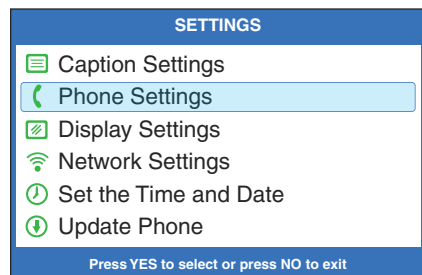 SETTINGS
Caption Settings
Phone Settings
Display Settings
Network Settings
Set the Time and Date
Update Phone
Press YES to select or press NO to exit